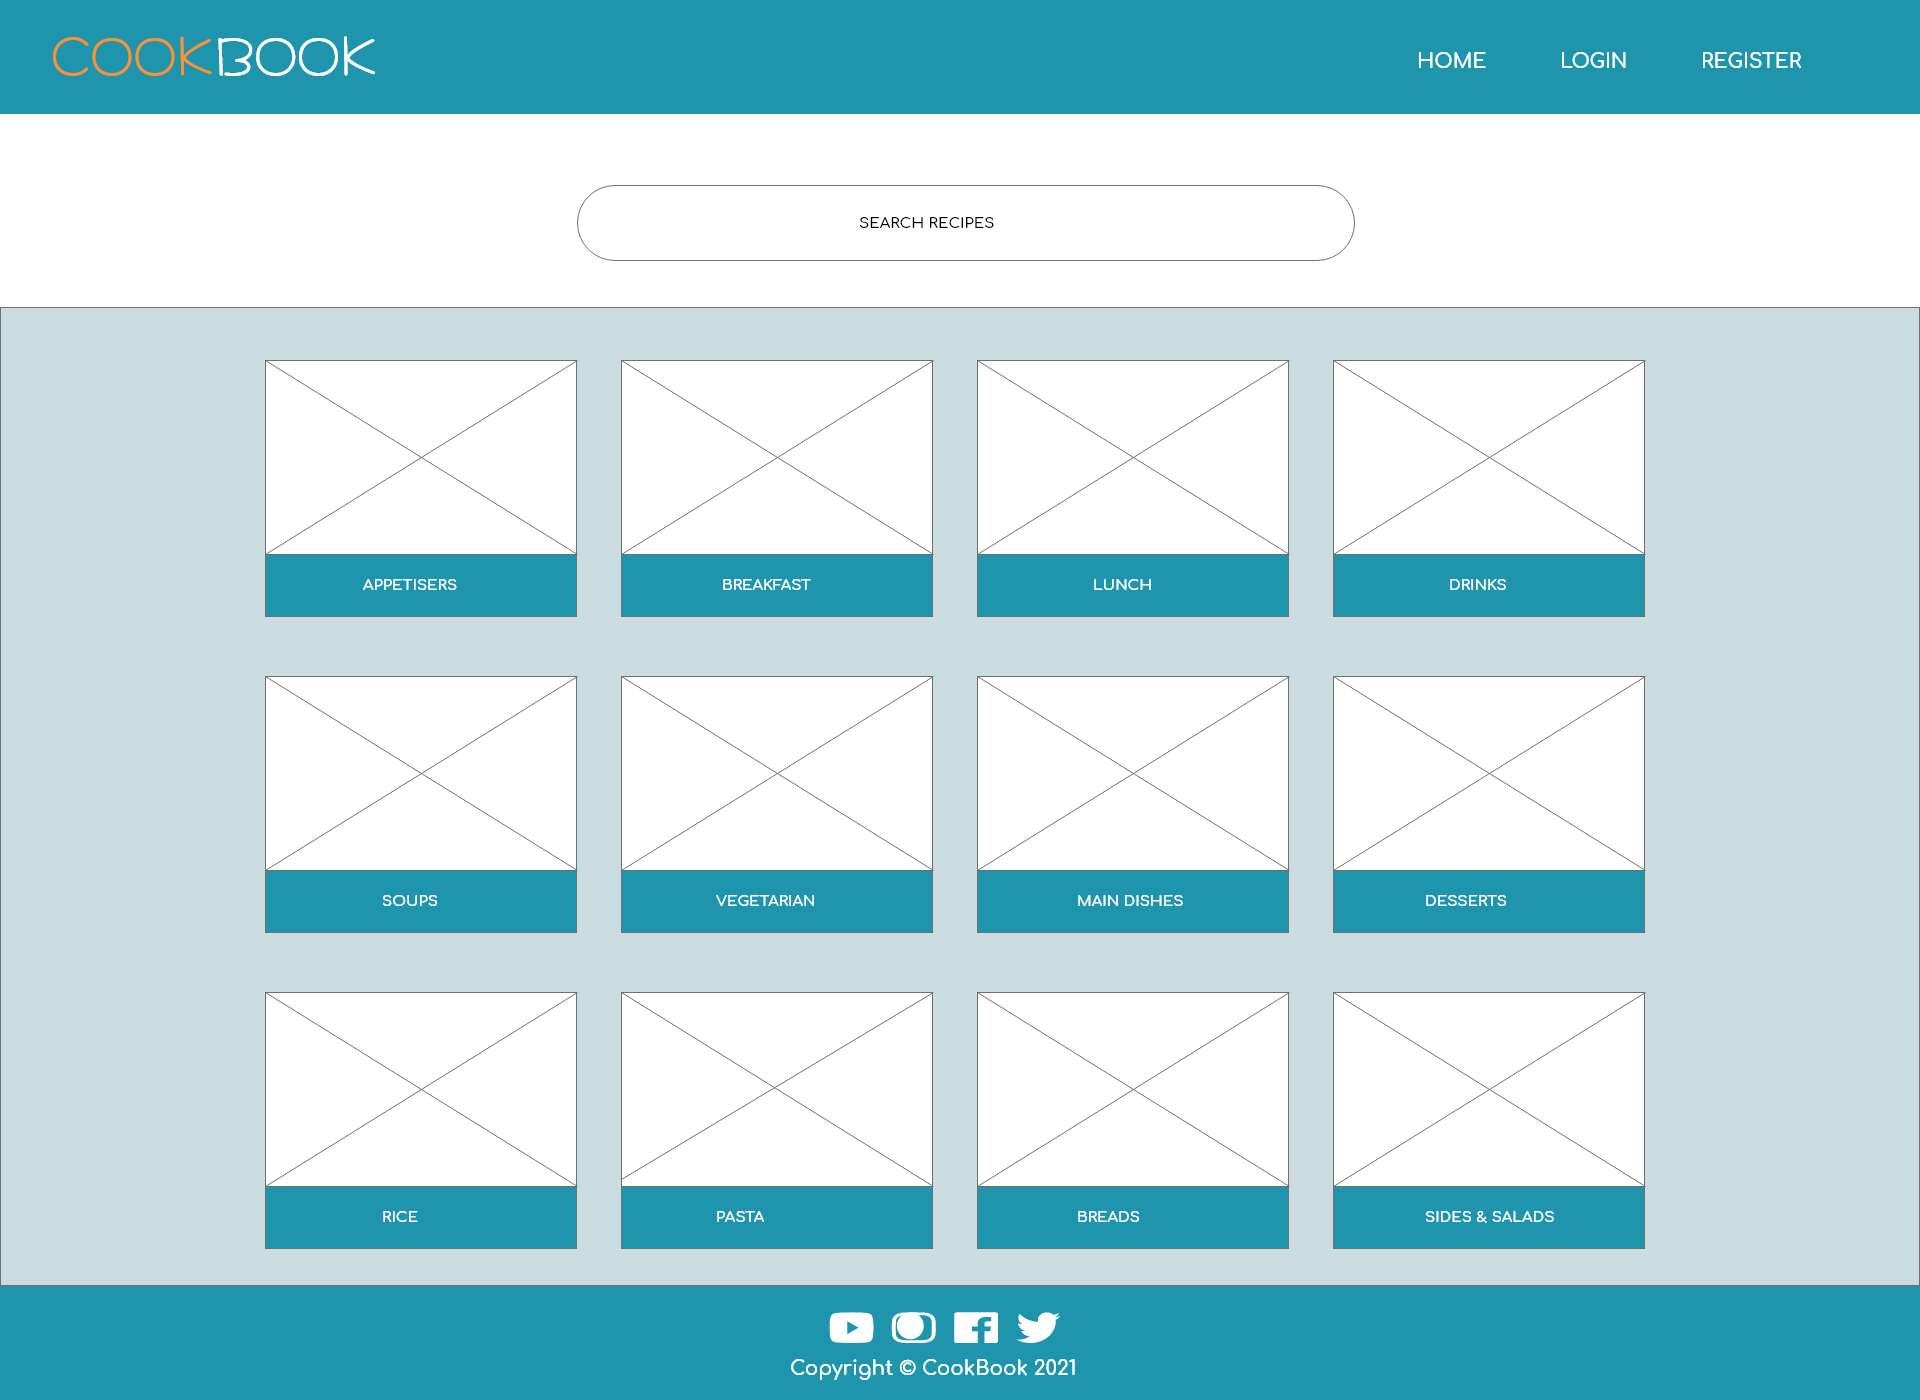 COOKBOOK
HOME LOGIN REGISTER
SEARCH RECIPES
APPETISERS BREAKFAST LUNCH DRINKS
SOUPS VEGETARIAN MAIN DISHES DESSERTS
RICE PASTA BREADS SIDES & SALADS
Copyright © CookBook 2021